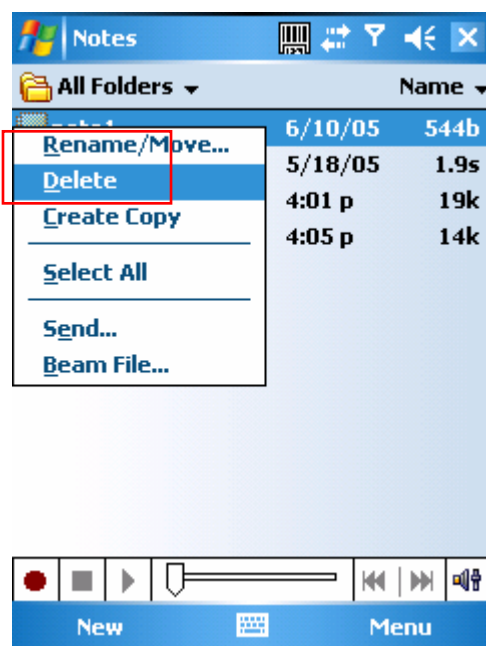 Notes
All Folders Name
6/10/05 544b
Rename/Move...
5/18/05 1.9s
Delete
4:01 p 19k
Create Copy
4:05 p 14k
Select All
Send...
Beam File...
New Menu